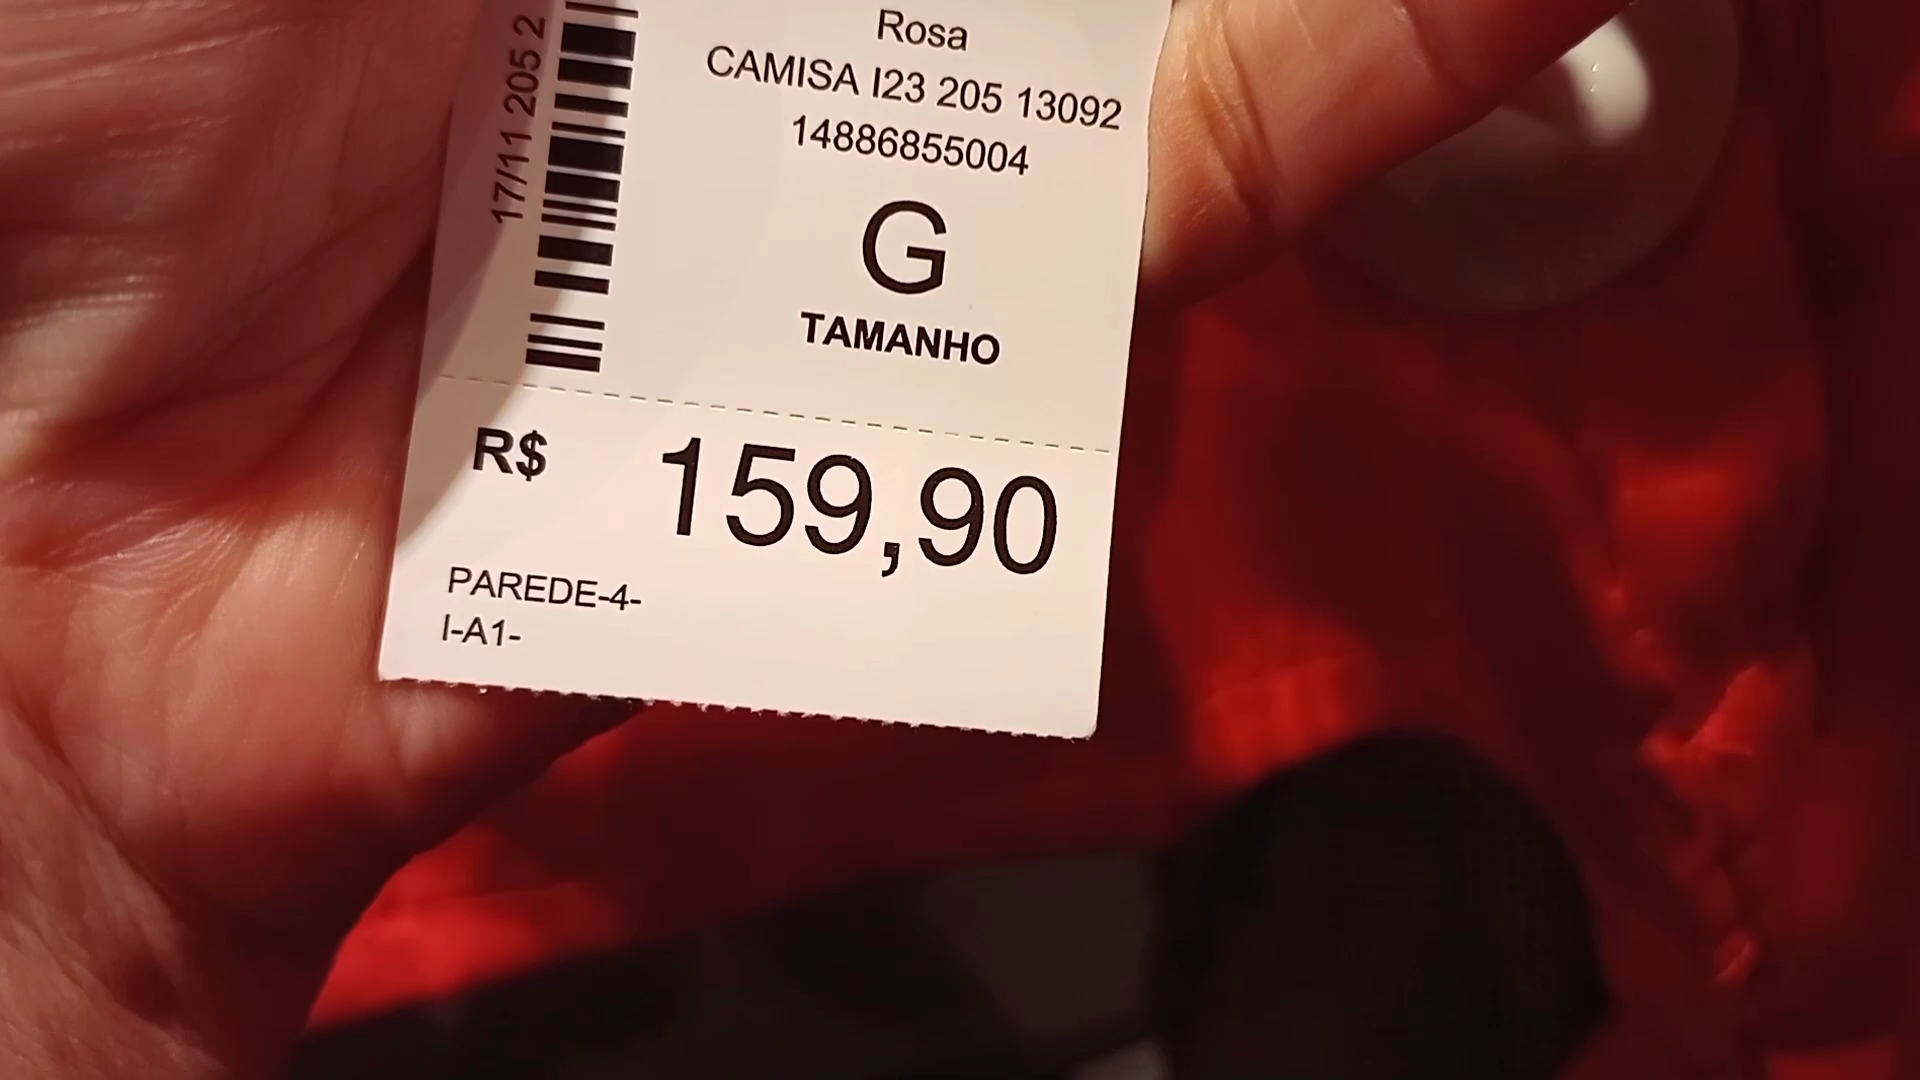 Rosa
CAMISA I23 205 13092
14886855004
17/11 205 2
G
TAMANHO
R$ 159,90
PAREDE-4-
I-A1-